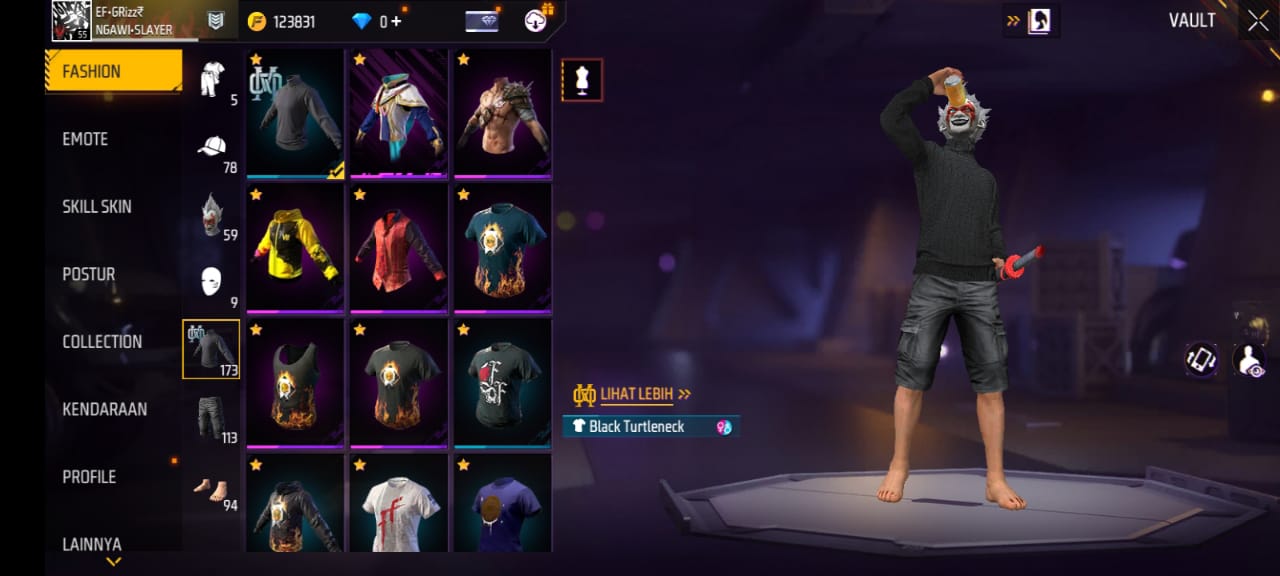 EF-GRizz₹
NGAWI•SLAYER
55
123831
0 +
VAULT
FASHION
EMOTE
SKILL SKIN
POSTUR
COLLECTION
KENDARAAN
PROFILE
LAINNYA
5
78
59
9
173
113
94
LIHAT LEBIH >>
Black Turtleneck